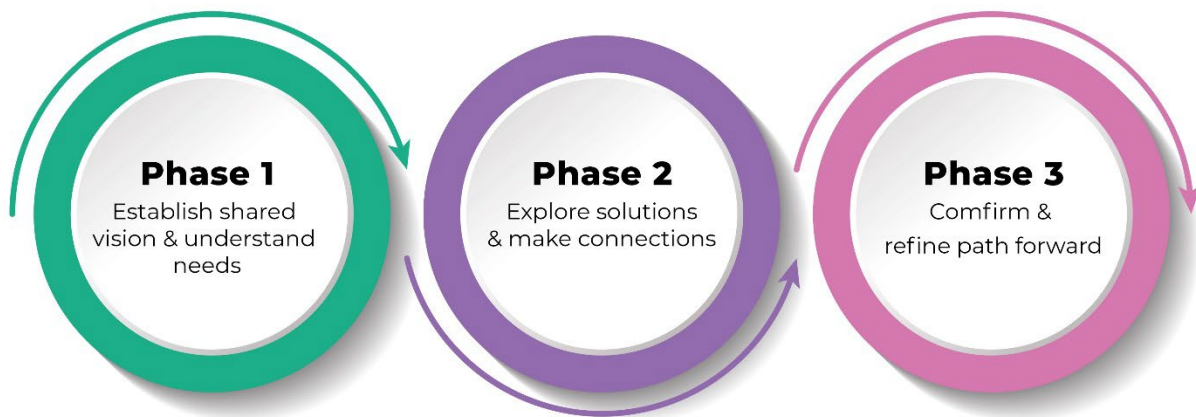 Phase 1
Establish shared
vision & understand
needs
Phase 2
Explore solutions
& make connections
Phase 3
Comfirm &
refine path forward